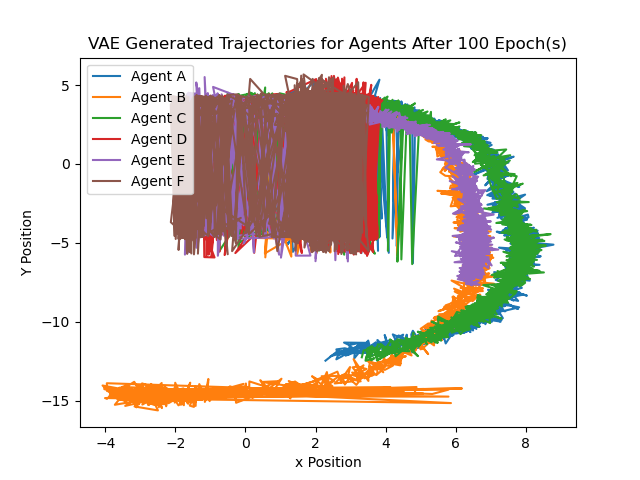 VAE Generated Trajectories for Agents After 100 Epoch(s)
Agent A
Agent B
Agent C
Agent D
Agent E
Agent F
5
0
−5
−10
−15
Y Position
−4 −2 0 2 4 6 8
x Position